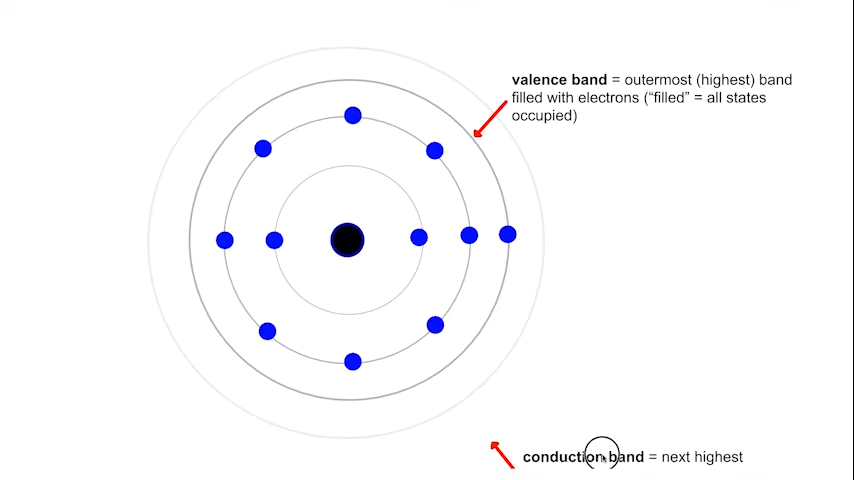 valence band = outermost (highest) band
filled with electrons (“filled” = all states
occupied)
conduction band = next highest